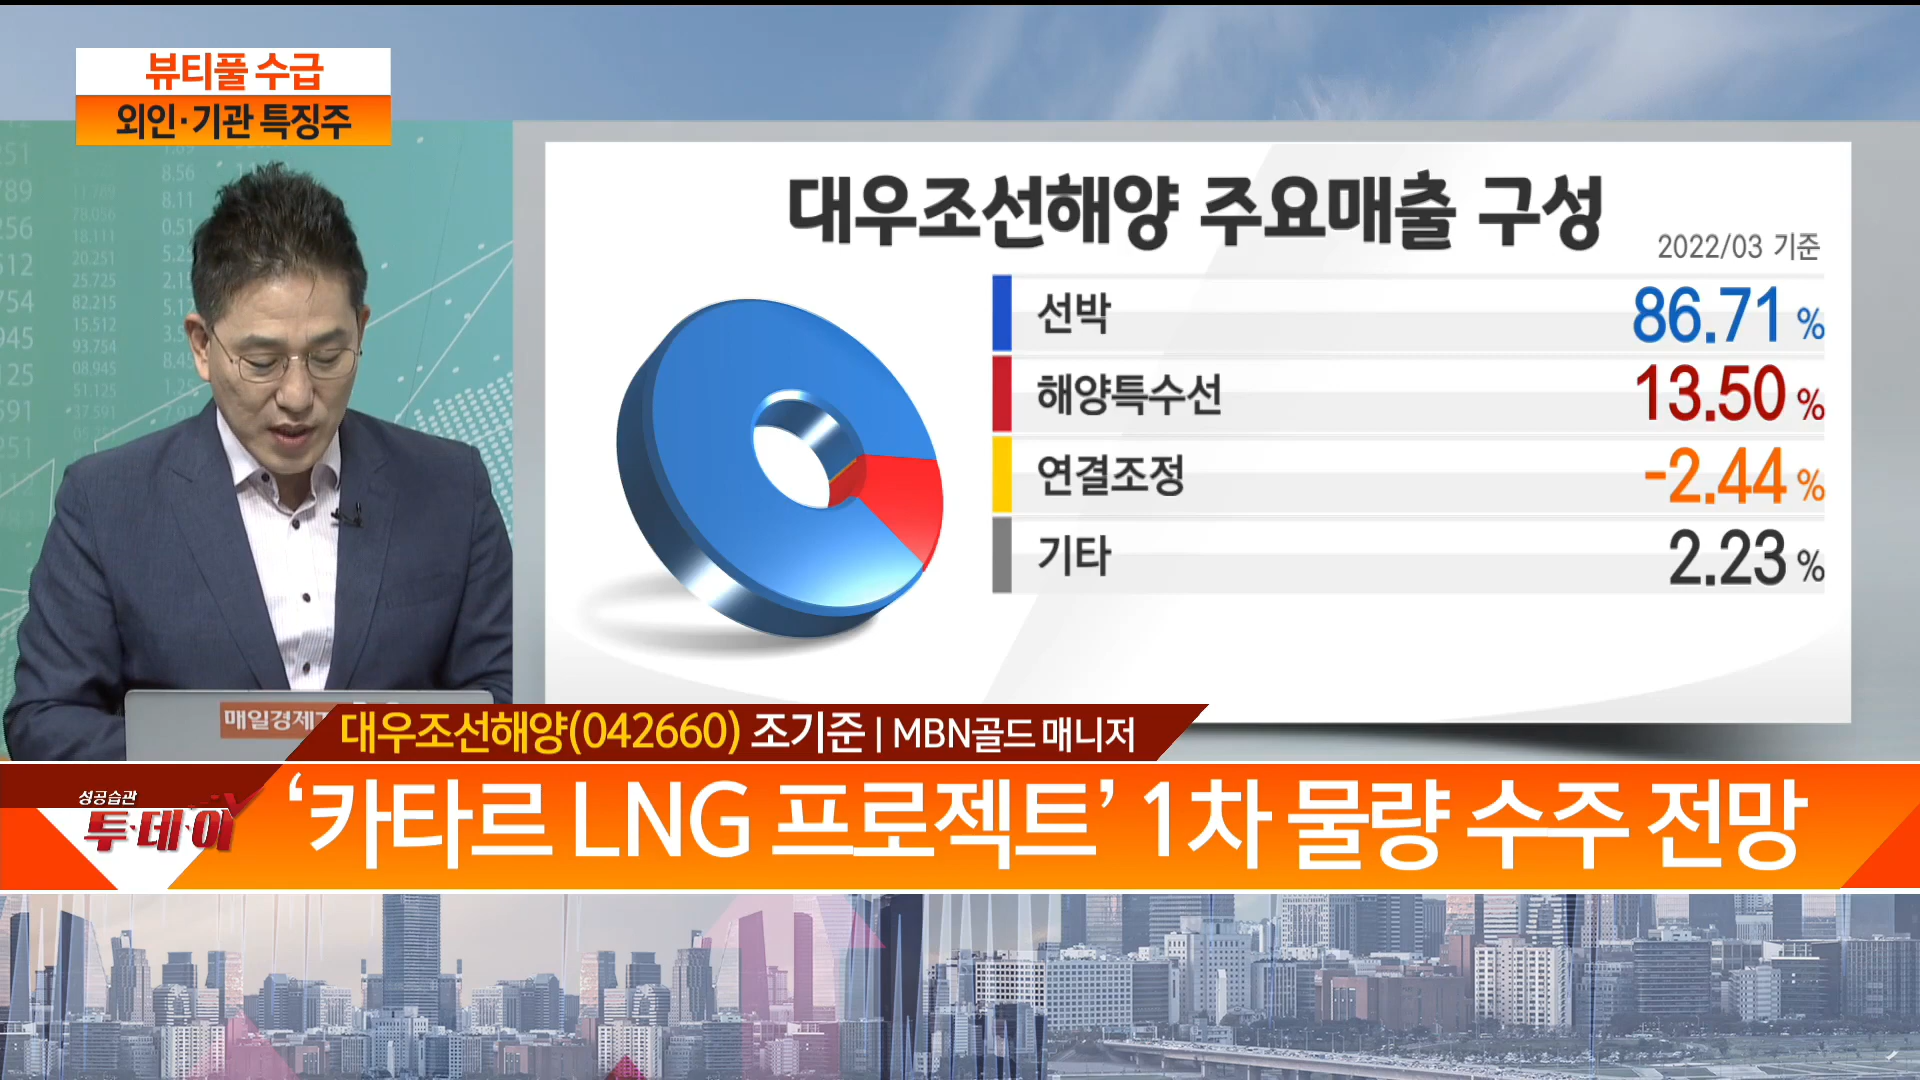 뷰티풀 수급
외인·기관 특징주
대우조선해양 주요매출 구성
2022/03 기준
선박 86.71 %
해양특수선 13.50 %
연결조정 -2.44 %
기타 2.23 %
매일경제
대우조선해양(042660) 조기준 | MBN골드 매니저
성공습관
투·데·이
‘카타르 LNG 프로젝트’ 1차 물량 수주 전망